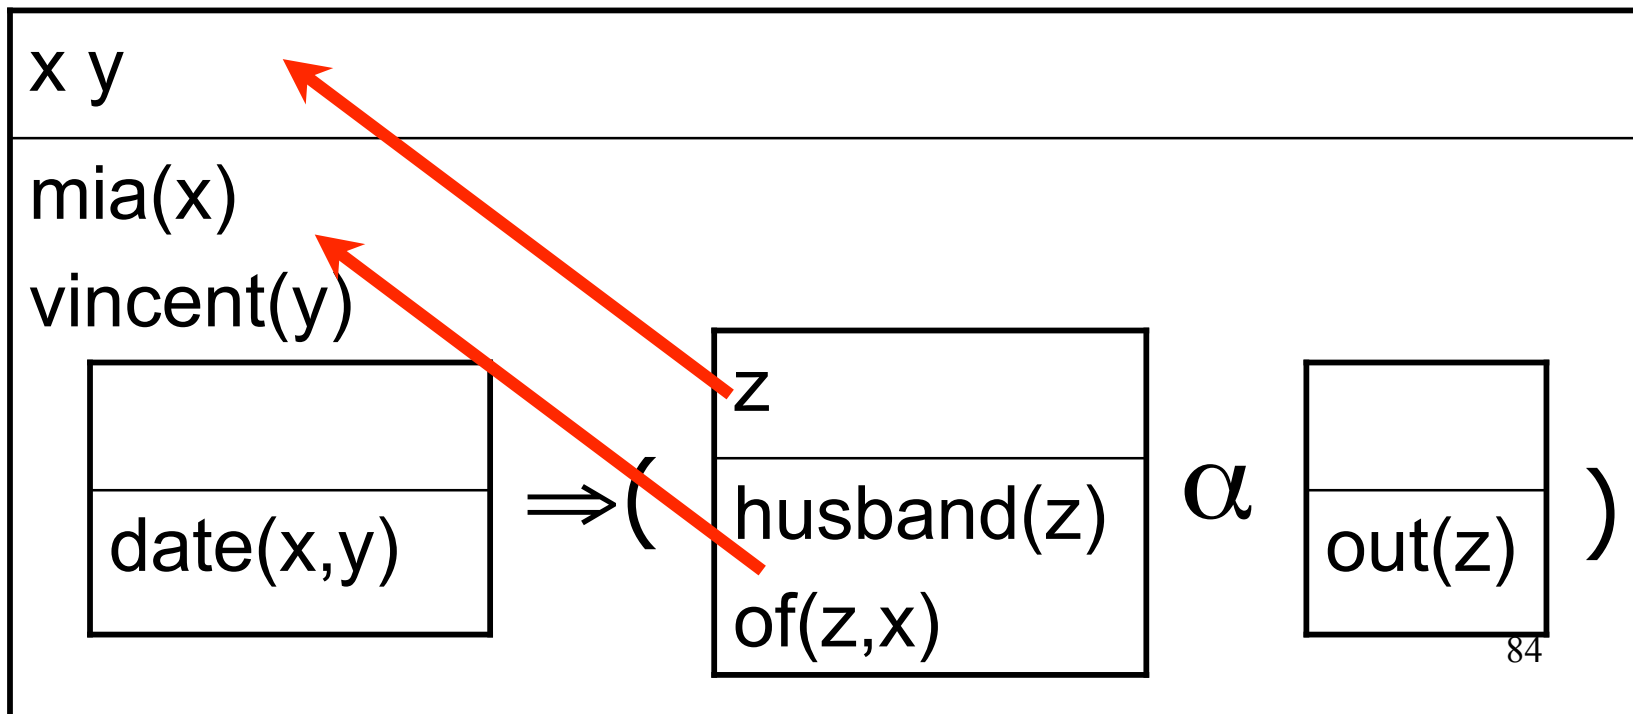 x y
mia(x)
vincent(y)
date(x,y)
⇒(
z
husband(z)
of(z,x)
α
out(z)
)
84